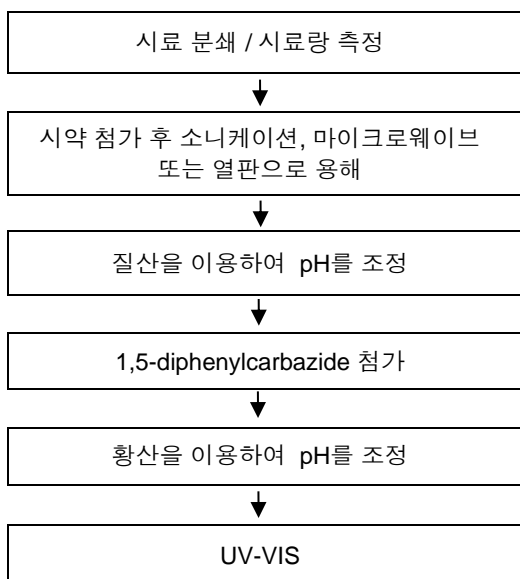 시료 분쇄 / 시료랑 측정
시약 첨가 후 소니케이션, 마이크로웨이브
또는 열판으로 용해
질산을 이용하여 pH를 조정
1,5-diphenylcarbazide 첨가
황산을 이용하여 pH를 조정
UV-VIS